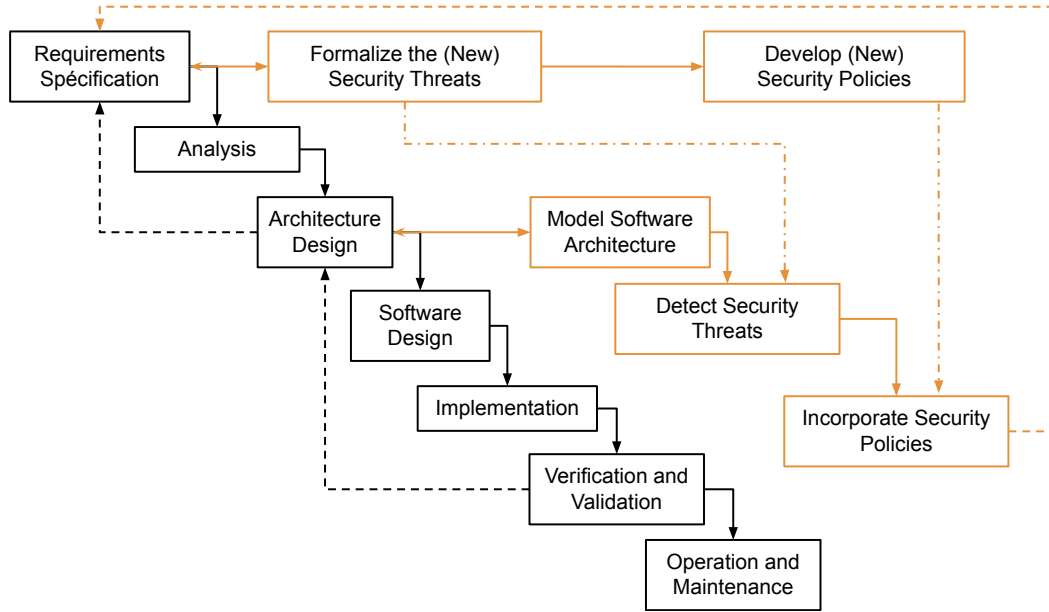 Requirements
Spécification
Formalize the (New)
Security Threats
Develop (New)
Security Policies
Analysis
Architecture
Design
Model Software
Architecture
Software
Design
Detect Security
Threats
Implementation
Incorporate Security
Policies
Verification and
Validation
Operation and
Maintenance